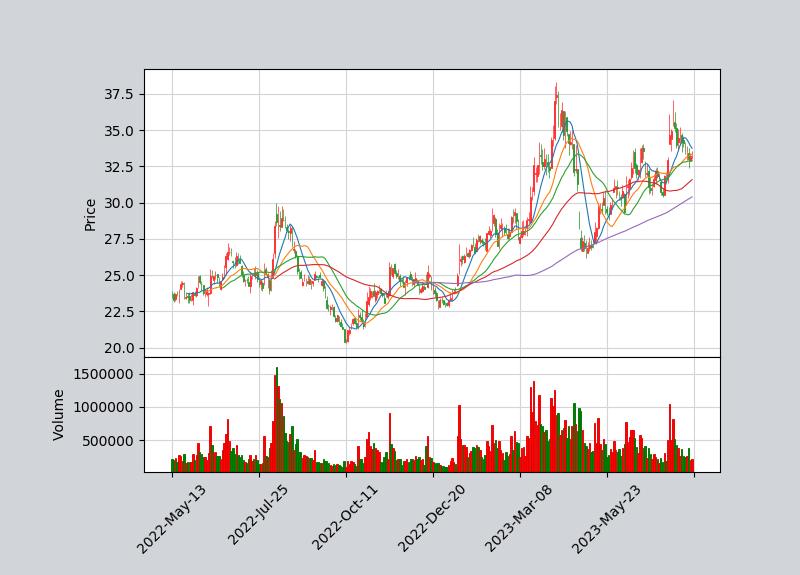 37.5
35.0
32.5
30.0
27.5
25.0
22.5
20.0
Price
1500000
1000000
500000
Volume
2022-May-13
2022-Jul-25
2022-Oct-11
2022-Dec-20
2023-Mar-08
2023-May-23